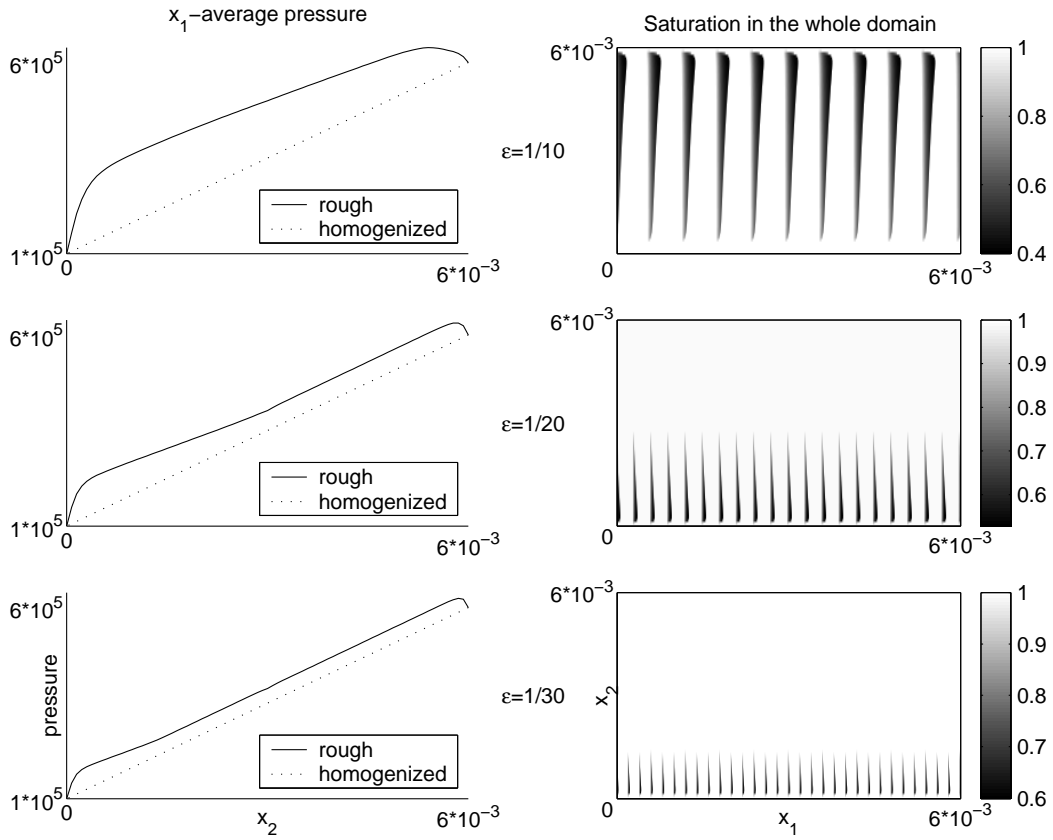 x_1−average pressure
6*10^5
1*10^5
0
6*10^−3
rough
homogenized
ε=1/10
Saturation in the whole domain
6*10^−3
0
6*10^−3
1
0.8
0.6
0.4
6*10^5
1*10^5
0
6*10^−3
rough
homogenized
ε=1/20
6*10^−3
0
6*10^−3
1
0.9
0.8
0.7
0.6
6*10^5
pressure
1*10^5
0
x_2
6*10^−3
rough
homogenized
ε=1/30
6*10^−3
x_2
0
x_1
6*10^−3
1
0.9
0.8
0.7
0.6